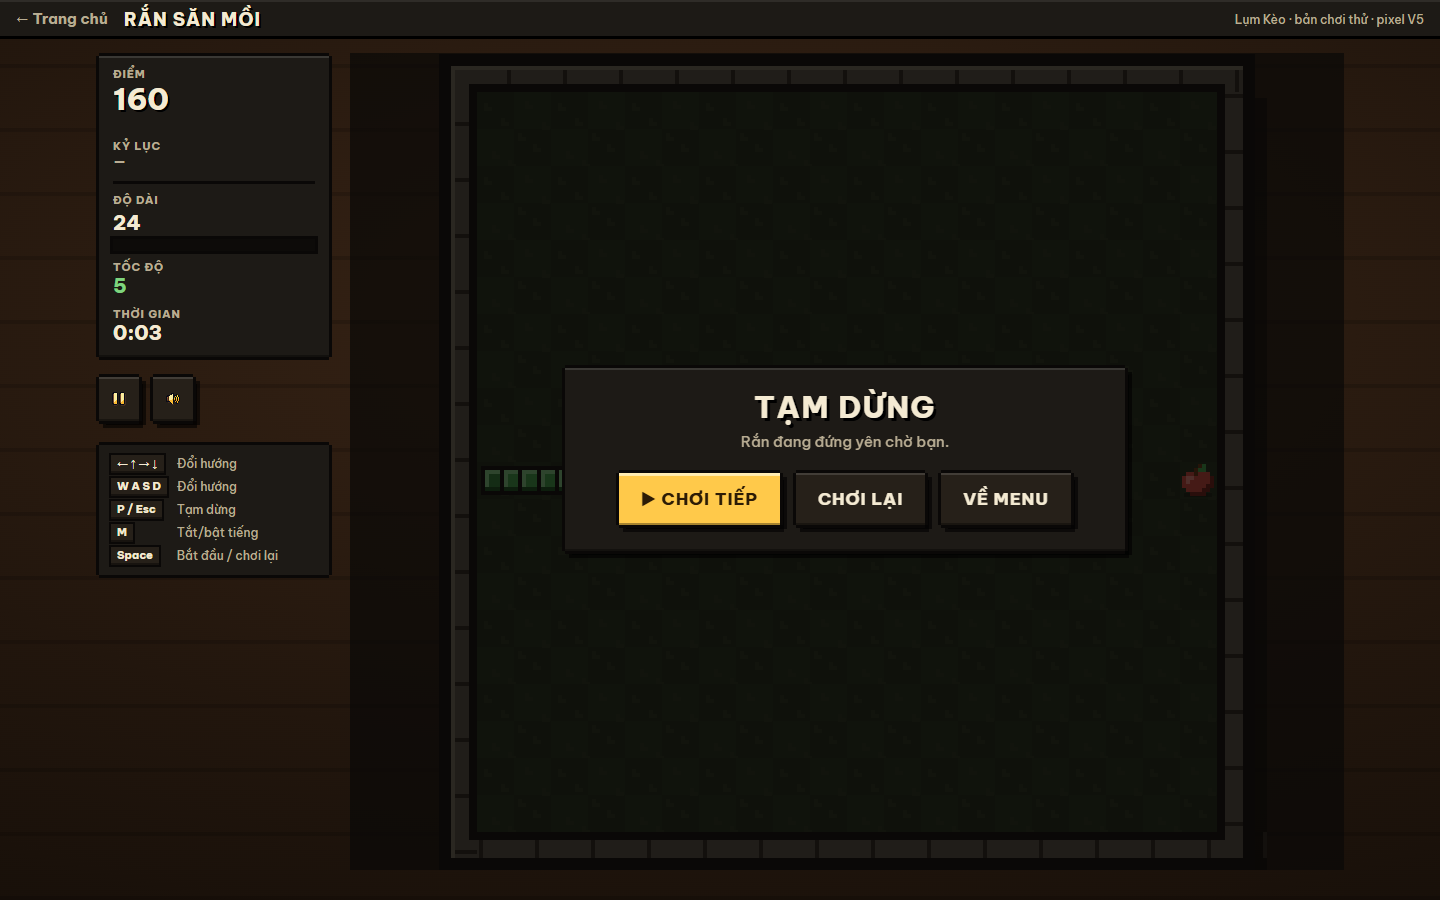 ← Trang chủ
RẮN SĂN MỒI
Lụm Kèo · bản chơi thử · pixel V5
ĐIỂM
160
KỶ LỤC
—
ĐỘ DÀI
24
TỐC ĐỘ
5
THỜI GIAN
0:03
←↑→↓ Đổi hướng
WASD Đổi hướng
P / Esc Tạm dừng
M Tắt/bật tiếng
Space Bắt đầu / chơi lại
TẠM DỪNG
Rắn đang đứng yên chờ bạn.
▶ CHƠI TIẾP
CHƠI LẠI
VỀ MENU